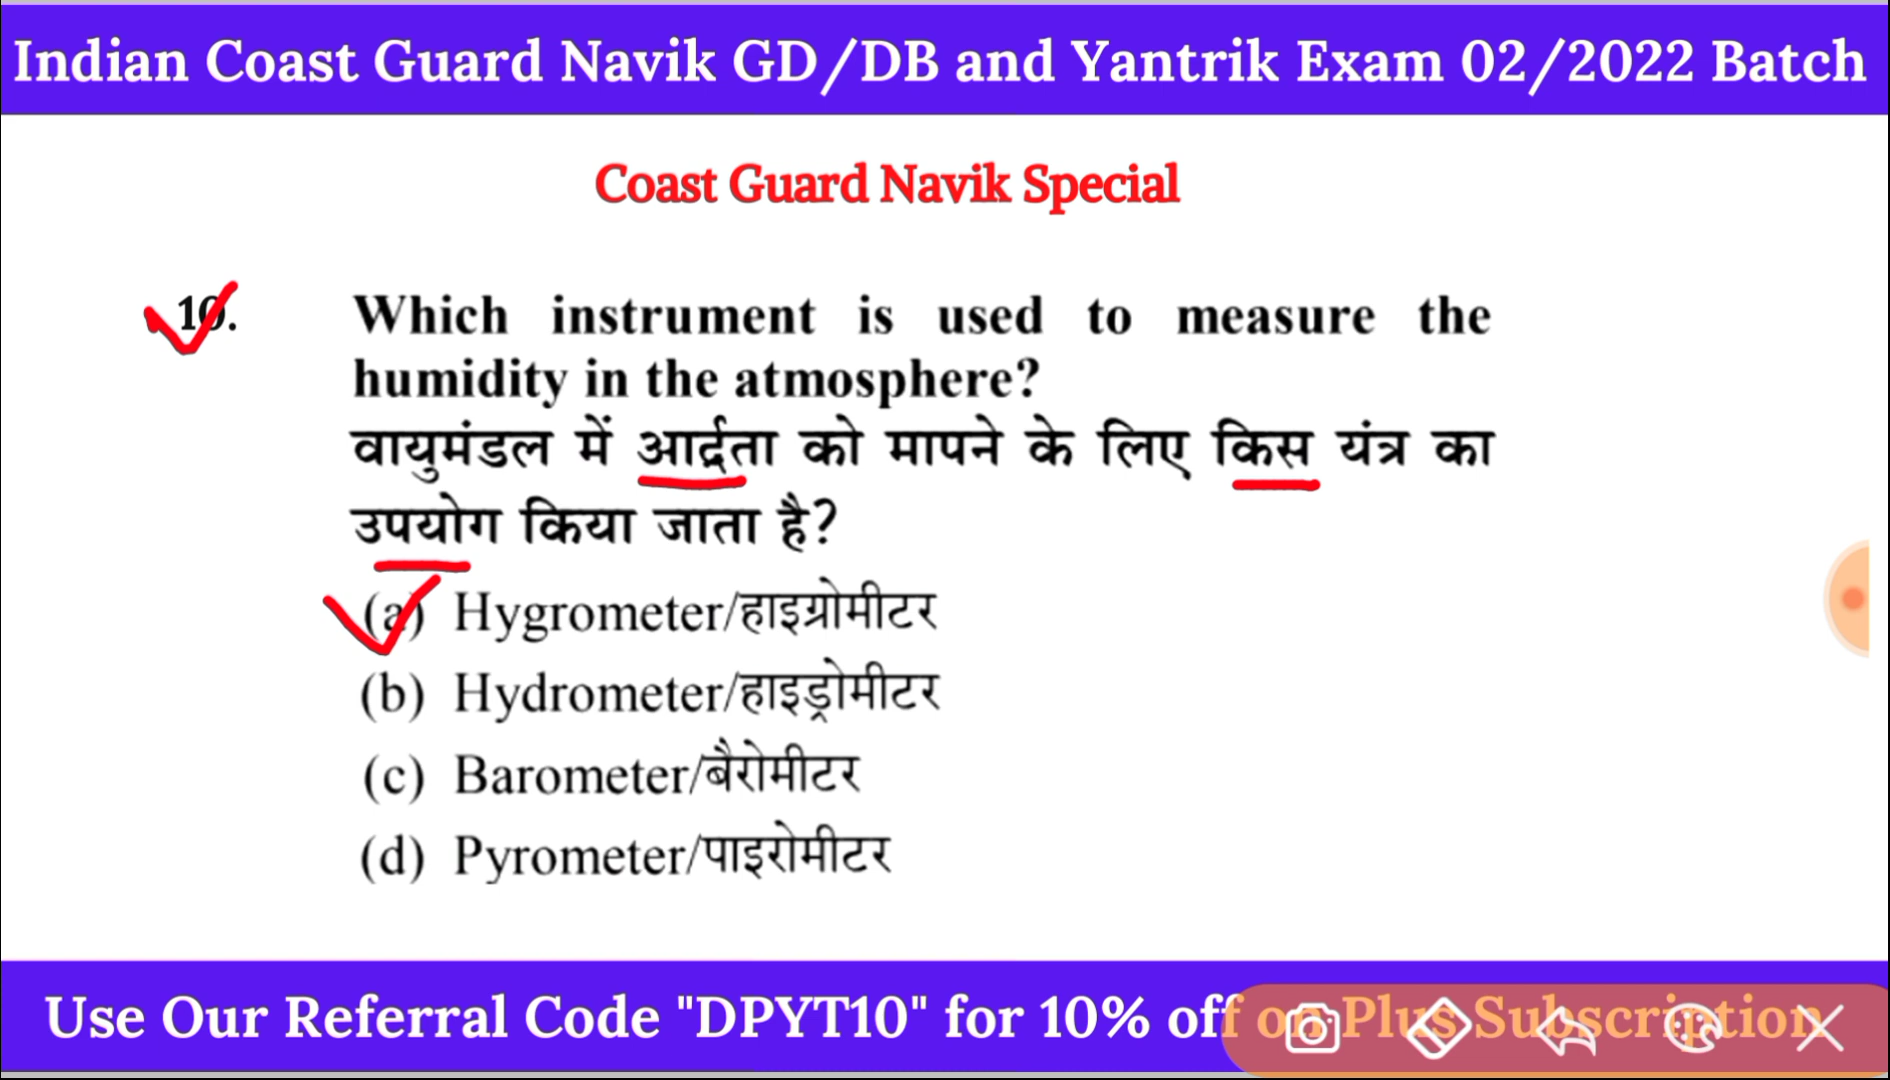 Indian Coast Guard Navik GD/DB and Yantrik Exam 02/2022 Batch
Coast Guard Navik Special
10. Which instrument is used to measure the
humidity in the atmosphere?
वायुमंडल में आर्द्रता को मापने के लिए किस यंत्र का
उपयोग किया जाता है?
(a) Hygrometer/हाइग्रोमीटर
(b) Hydrometer/हाइड्रोमीटर
(c) Barometer/बैरोमीटर
(d) Pyrometer/पाइरोमीटर
Use Our Referral Code "DPYT10" for 10% off on Plus Subscription